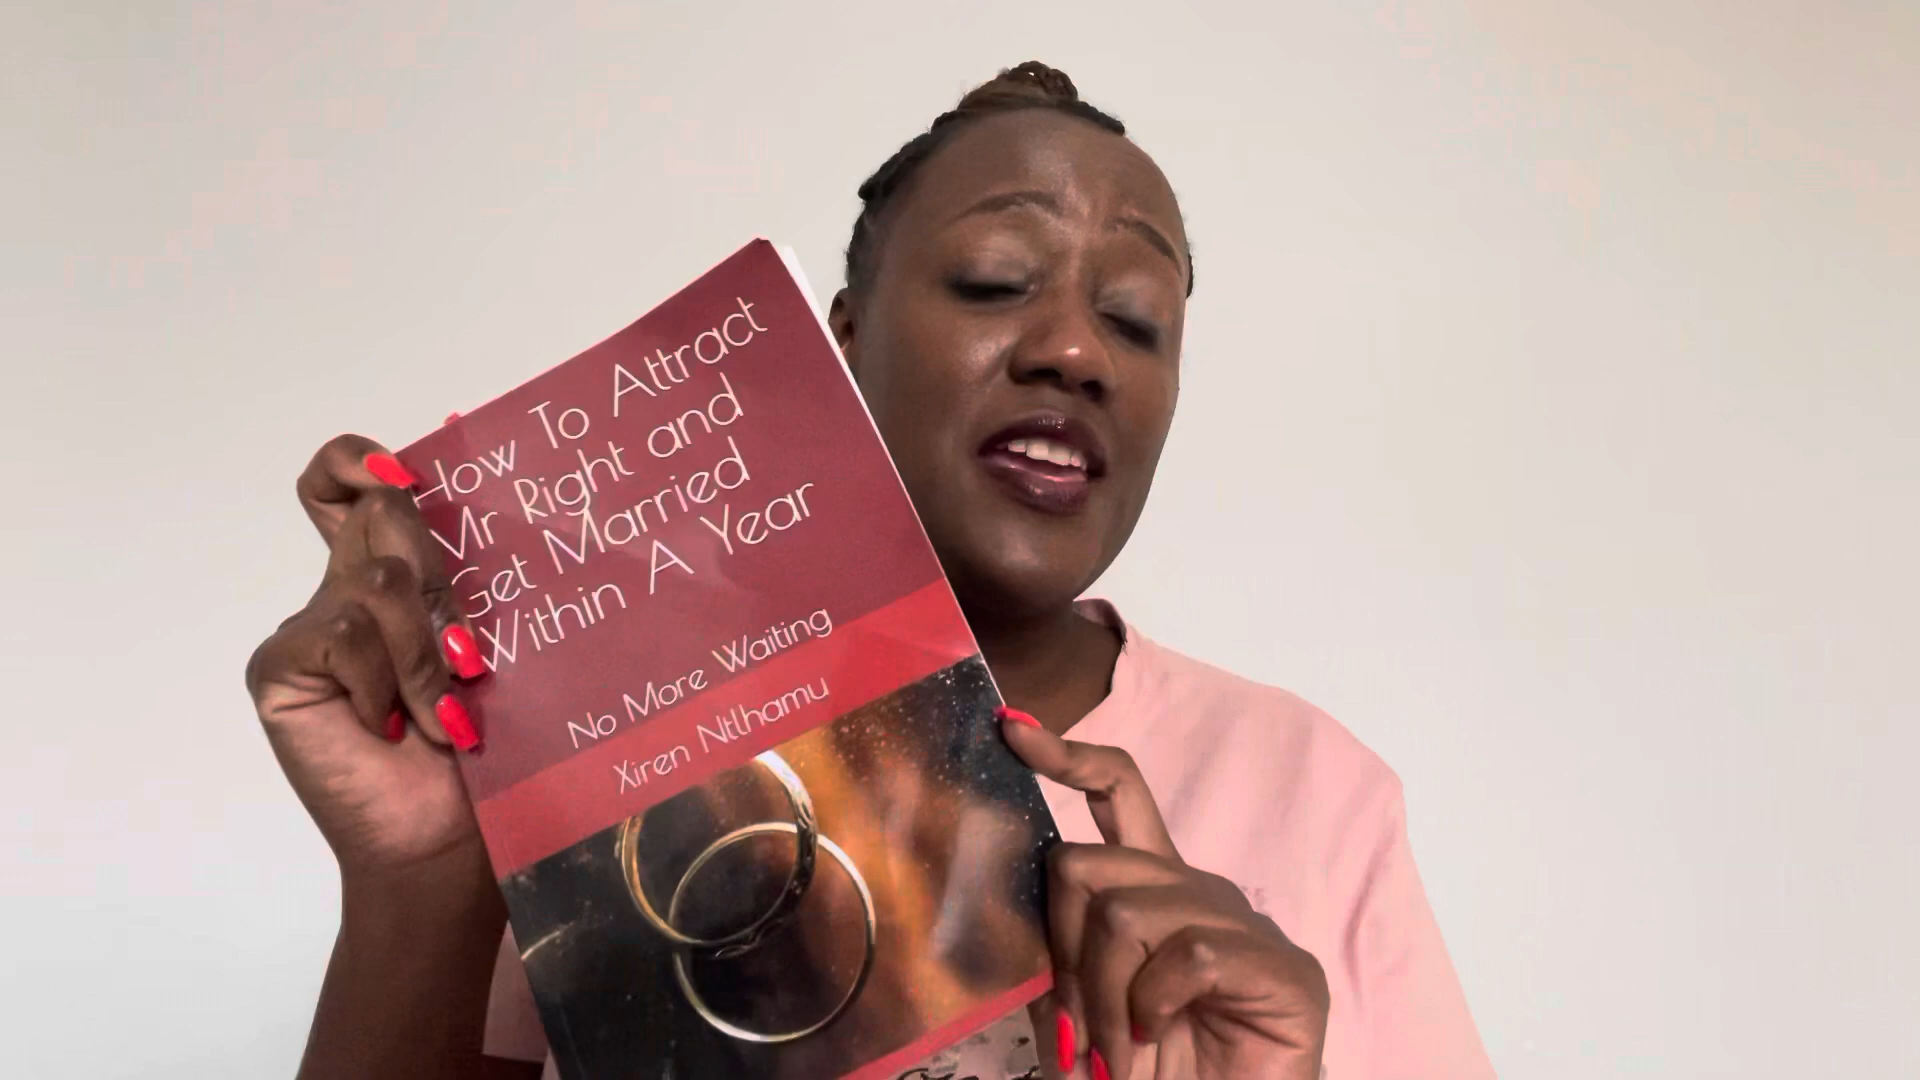 How To Attract
Mr Right and
Get Married
Within A Year
No More Waiting
Xiren Ntlhamu